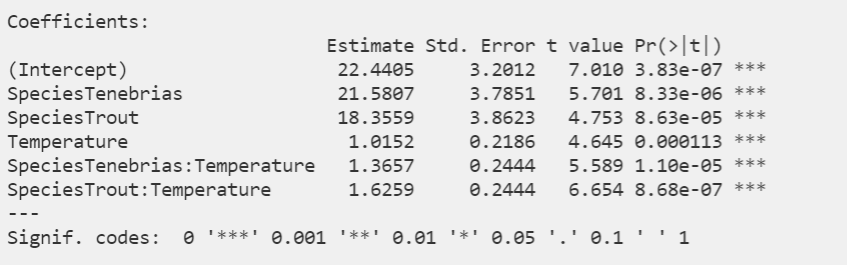 Coefficients:
                          Estimate Std. Error t value Pr(>|t|)
(Intercept)                22.4405     3.2012   7.010 3.83e-07 ***
SpeciesTenebrias           21.5807     3.7851   5.701 8.33e-06 ***
SpeciesTrout               18.3559     3.8623   4.753 8.63e-05 ***
Temperature                 1.0152     0.2186   4.645 0.000113 ***
SpeciesTenebrias:Temperature   1.3657     0.2444   5.589 1.10e-05 ***
SpeciesTrout:Temperature    1.6259     0.2444   6.654 8.68e-07 ***
---
Signif. codes:  0 '***' 0.001 '**' 0.01 '*' 0.05 '.' 0.1 ' ' 1